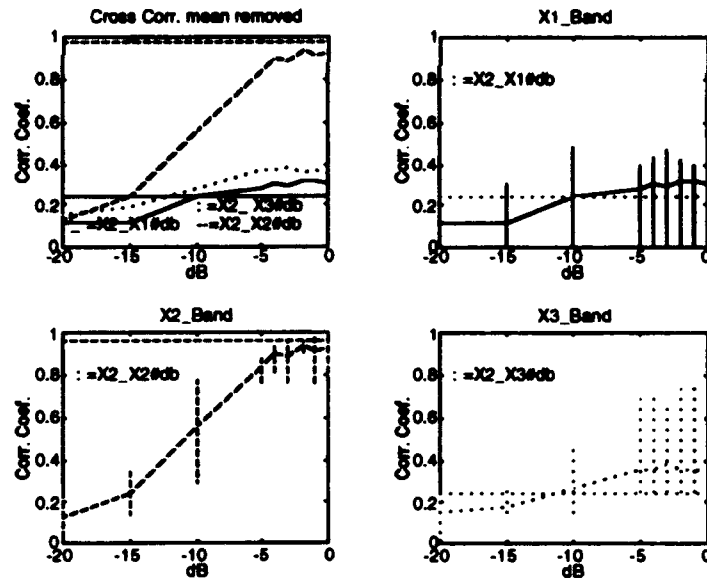 Cross Corr. mean removed
Corr. Coef.
1
0.8
0.6
0.4
0.2
0
: =X2_X3#db
_ =X2_X1#db --=X2_X2#db
-20 -15 -10 -5 0
dB
X1_Band
Corr. Coef.
1
0.8
0.6
0.4
0.2
0
: =X2_X1#db
-20 -15 -10 -5 0
dB
X2_Band
Corr. Coef.
1
0.8
0.6
0.4
0.2
0
: =X2_X2#db
-20 -15 -10 -5 0
dB
X3_Band
Corr. Coef.
1
0.8
0.6
0.4
0.2
0
: =X2_X3#db
-20 -15 -10 -5 0
dB